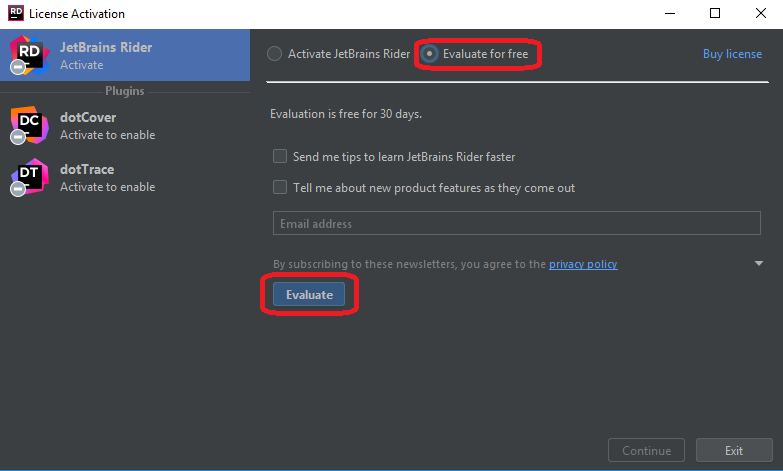 RD License Activation
RD JetBrains Rider
Activate
Plugins
DC dotCover
Activate to enable
DT dotTrace
Activate to enable
Activate JetBrains Rider Evaluate for free Buy license
Evaluation is free for 30 days.
Send me tips to learn JetBrains Rider faster
Tell me about new product features as they come out
Email address
By subscribing to these newsletters, you agree to the privacy policy
Evaluate
Continue Exit